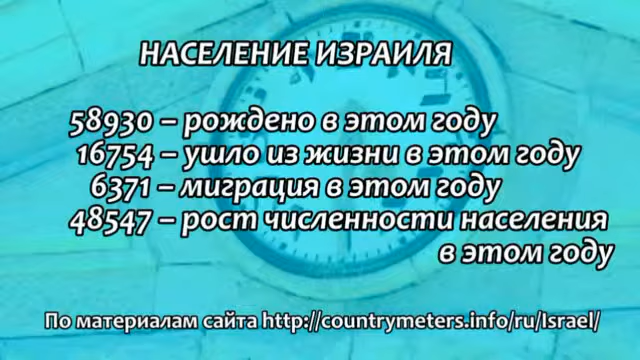 НАСЕЛЕНИЕ ИЗРАИЛЯ
58930 – рождено в этом году
16754 – ушло из жизни в этом году
6371 – миграция в этом году
48547 – рост численности населения
в этом году
По материалам сайта http://countrymeters.info/ru/Israel/